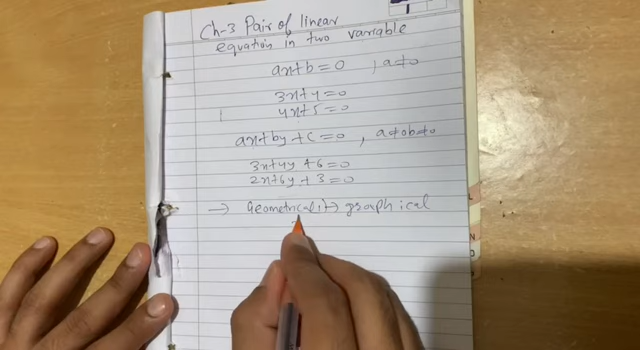 Ch-3 Pair of linear
equation in two variable
ax+b=0 , a≠0
3x+4=0
4x+5=0
ax+by+c=0 , a≠0 b≠0
3x+4y+6=0
2x+6y+3=0
→ Geometrical → graphical